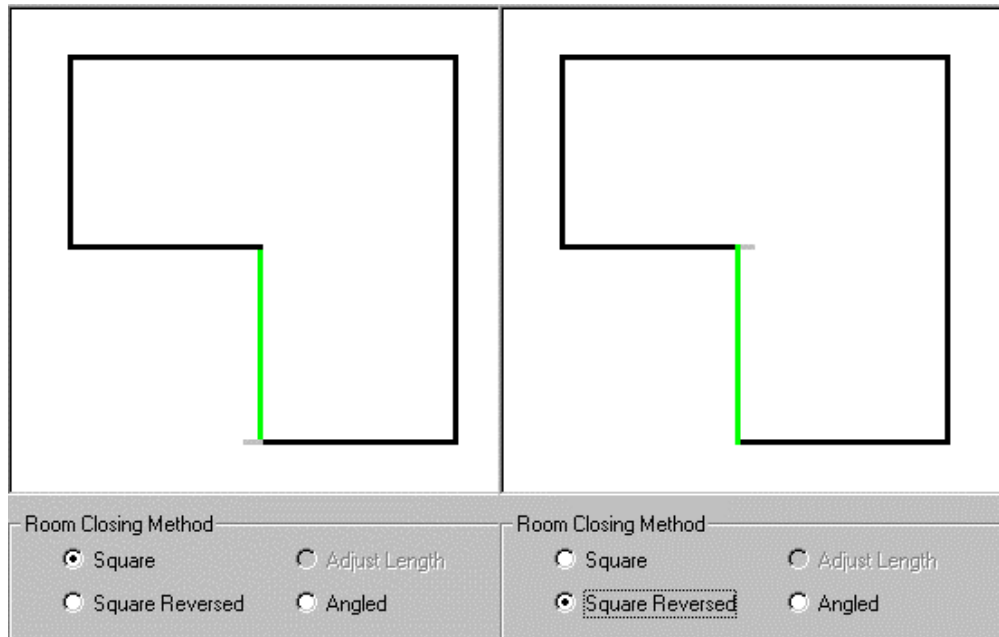 Room Closing Method
Square
Adjust Length
Square Reversed
Angled
Room Closing Method
Square
Adjust Length
Square Reversed
Angled